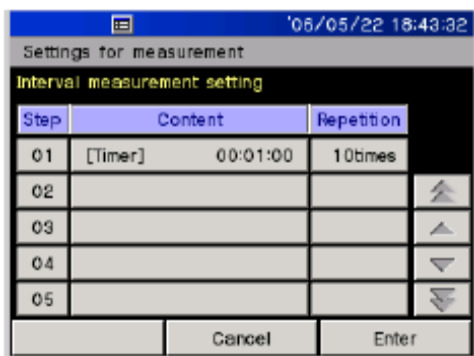 '06/05/22 18:43:32
Settings for measurement
Interval measurement setting
Step Content Repetition
01 [Timer] 00:01:00 10times
02
03
04
05
Cancel Enter